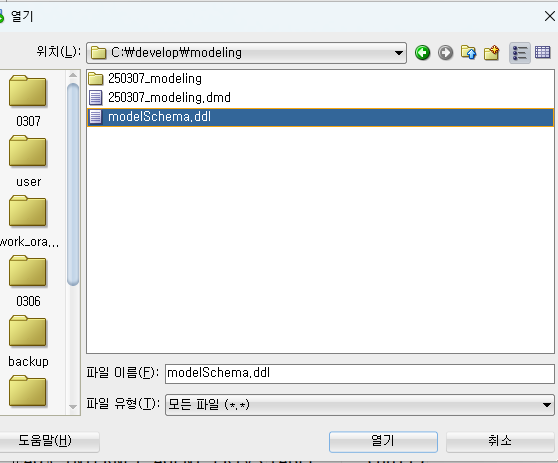 열기
위치(L):
C:\develop\modeling
250307_modeling
250307_modeling.dmd
modelSchema.ddl
0307
user
work_ora...
0306
backup
파일 이름(F):
modelSchema.ddl
파일 유형(T):
모든 파일 (*.*)
도움말(H)
열기
취소